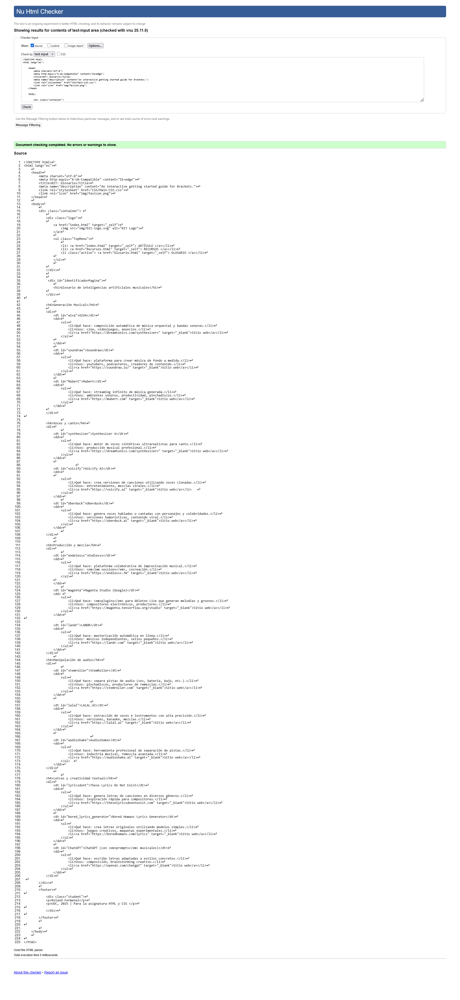 Nu Html Checker
This tool is an ongoing experiment in better HTML checking, and its behavior remains subject to change
Showing results for contents of text-input area (checked with vnu 25.11.6)
Checker Input
Show source outline image report Options...
Check by text input CSS
<!DOCTYPE html>
<html lang="es">
<head>
<meta charset="utf-8">
<meta http-equiv="X-UA-Compatible" content="IE=edge">
<title>BIT: Glosario</title>
<meta name="description" content="An interactive getting started guide for Brackets.">
<link rel="stylesheet" href="CSS/Main-CSS.css">
<link rel="icon" href="img/favicon.png">
</head>
<body>
<div class="container">
Check
Use the Message Filtering button below to hide/show particular messages, and to see total counts of errors and warnings.
Message Filtering
Document checking completed. No errors or warnings to show.
Source
1. <!DOCTYPE html>↩
2. <html lang="es">↩
3. ↩
4. <head>↩
5. <meta charset="utf-8">↩
6. <meta http-equiv="X-UA-Compatible" content="IE=edge">↩
7. <title>BIT: Glosario</title>↩
8. <meta name="description" content="An interactive getting started guide for Brackets.">↩
9. <link rel="stylesheet" href="CSS/Main-CSS.css">↩
10. <link rel="icon" href="img/favicon.png">↩
11. </head>↩
12. ↩
13. <body>↩
14. ↩
15. <div class="container"> ↩
16. ↩
17. <div class="logo">↩
18. ↩
19. <a href="index.html" target="_self">↩
20. <img src="img/bit-logo.svg" alt="BIT Logo">↩
21. </a>↩
22. ↩
23. <ul class="TopMenu">↩
24. ↩
25. <li> <a href="index.html" target="_self"> ARTÍCULO </a></li>↩
26. <li> <a href="Recursos.html" target="_self"> RECURSOS </a></li>↩
27. <li class="activo"> <a href="Glosario.html" target="_self"> GLOSARIO </a></li>↩
28. ↩
29. </ul>↩
30. ↩
31. ↩
32. </div>↩
33. ↩
34. ↩
35. <div id="identificadorPagina">↩
36. ↩
37. <h1>Glosario de inteligencias artificiales musicales</h1>↩
38. ↩
39. </div>↩
40. ↩
41. ↩
42. <h4>Generación Musical</h4>↩
43. ↩
44. <dl>↩
45. <dt id="aiva">AIVA</dt>↩
46. <dd>↩
47. <ul>↩
48. <li>Qué hace: composición automática de música orquestal y bandas sonoras.</li>↩
49. <li>Usos: cine, videojuegos, anuncios.</li>↩
50. <li><a href="https://dreamtonics.com/synthesizerv" target="_blank">Sitio web</a></li>↩
51. </ul>↩
52. ↩
53. </dd>↩
54. ↩
55. <dt id="soundraw">Soundraw</dt>↩
56. <dd>↩
57. <ul>↩
58. <li>Qué hace: plataforma para crear música de fondo a medida.</li>↩
59. <li>Usos: youtubers, podcasteros, creadores de contenido.</li>↩
60. <li><a href="https://soundraw.io/" target="_blank">Sitio web</a></li>↩
61. </ul>↩
62. </dd>↩
63. ↩
64. <dt id="Mubert">Mubert</dt>↩
65. <dd>↩
66. <ul>↩
67. <li>Qué hace: streaming infinito de música generada.</li>↩
68. <li>Usos: ambientes sonoros, productividad, pinchadiscos.</li>↩
69. <li><a href="https://mubert.com" target="_blank">Sitio web</a></li>↩
70. </ul>↩
71. </dd>↩
72. ↩
73. </dl>↩
74. ↩
75. ↩
76. <h4>Voces y canto</h4>↩
77. <dl>↩
78. ↩
79. <dt id="synthesizer">Synthesizer V</dt>↩
80. <dd>↩
81. <ul>↩
82. <li>Qué hace: motor de voces sintéticas ultrarealistas para canto.</li>↩
83. <li>Usos: producción musical profesional.</li>↩
84. <li><a href="https://dreamtonics.com/synthesizerv" target="_blank">Sitio web</a></li>↩
85. </ul>↩
86. </dd>↩
87. ↩
88. ↩
89. <dt id="voicify">Voicify AI</dt>↩
90. <dd>↩
91. ↩
92. <ul>↩
93. <li>Qué hace: crea versiones de canciones utilizando voces clonadas.</li>↩
94. <li>Usos: entretenimiento, mezclas virales.</li>↩
95. <li><a href="https://voicify.ai" target="_blank">Sitio web</a></li> ↩
96. </ul>↩
97. </dd>↩
98. ↩
99. <dt id="Uberduck">Uberduck</dt>↩
100. <dd>↩
101. <ul>↩
102. <li>Qué hace: genera voces habladas o cantadas con personajes y celebridades.</li>↩
103. <li>Usos: versiones humorísticas, contenido viral.</li>↩
104. <li><a href="https://uberduck.ai" target="_blank">Sitio web</a></li>↩
105. </ul>↩
106. </dd>↩
107. ↩
108. </dl>↩
109. ↩
110. ↩
111. <h4>Producción y mezcla</h4>↩
112. <dl>↩
113. ↩
114. <dt id="endelesss">Endlesss</dt>↩
115. <dd>↩
116. <ul>↩
117. <li>Qué hace: plataforma colaborativa de improvisación musical.</li>↩
118. <li>Usos: <em>jam sessions</em>, cocreación.</li>↩
119. <li><a href="https://endlesss.fm" target="_blank">Sitio web</a></li>↩
120. </ul>↩
121. ↩
122. </dd>↩
123. ↩
124. <dt id="magenta">Magenta Studio (Google)</dt>↩
125. <dd> ↩
126. <ul>↩
127. <li>Qué hace: <em>plugins</em> para Ableton Live que generan melodías y grooves.</li>↩
128. <li>Usos: compositores electrónicos, productores.</li>↩
129. <li><a href="https://magenta.tensorflow.org/studio" target="_blank">Sitio web</a></li>↩
130. </ul>↩
131. </dd>↩
132. ↩
133. ↩
134. <dt id="landr">LANDR</dt>↩
135. <dd>↩
136. <ul>↩
137. <li>Qué hace: masterización automática en línea.</li>↩
138. <li>Usos: músicos independientes, sellos pequeños.</li>↩
139. <li><a href="https://landr.com" target="_blank">Sitio web</a></li>↩
140. </ul>↩
141. </dd>↩
142. </dl>↩
143. ↩
144. <h4>Manipulación de audio</h4>↩
145. <dl>↩
146. ↩
147. <dt id="stemroller">StemRoller</dt>↩
148. <dd>↩
149. <ul>↩
150. <li>Qué hace: separa pistas de audio (voz, batería, bajo, etc.).</li>↩
151. <li>Usos: pinchadiscos, productores de remezclas.</li>↩
152. <li><a href="https://stemroller.com" target="_blank">Sitio web</a></li>↩
153. </ul>↩
154. </dd>↩
155. ↩
156. ↩
157. <dt id="lalal">LALAL.AI</dt>↩
158. <dd>↩
159. <ul>↩
160. <li>Qué hace: extracción de voces e instrumentos con alta precisión.</li>↩
161. <li>Usos: versiones, karaoke, mezclas.</li>↩
162. <li><a href="https://lalal.ai" target="_blank">Sitio web</a></li>↩
163. </ul>↩
164. </dd>↩
165. ↩
166. ↩
167. <dt id="audioshake">Audioshake</dt>↩
168. <dd>↩
169. <ul>↩
170. <li>Qué hace: herramienta profesional de separación de pistas.</li>↩
171. <li>Usos: industria musical, remezcla avanzada.</li>↩
172. <li><a href="https://audioshake.ai" target="_blank">Sitio web</a></li>↩
173. </ul> ↩
174. </dd>↩
175. </dl>↩
176. ↩
177. ↩
178. <h4>Letras y creatividad textual</h4>↩
179. <dl>↩
180. <dt id="lyricsdont">These Lyrics Do Not Exist</dt>↩
181. <dd>↩
182. <ul>↩
183. <li>Qué hace: genera letras de canciones en diversos géneros.</li>↩
184. <li>Usos: inspiración rápida para compositores.</li>↩
185. <li><a href="https://theselyricsdonotexist.com" target="_blank">Sitio web</a></li>↩
186. </ul>↩
187. </dd>↩
188. ↩
189. <dt id="bored_lyrics_generator">Bored Humans Lyrics Generator</dt>↩
190. <dd>↩
191. <ul>↩
192. <li>Qué hace: crea letras originales utilizando modelos simples.</li>↩
193. <li>Usos: juegos creativos, maquetas experimentales.</li>↩
194. <li><a href="https://boredhumans.com/lyrics" target="_blank">Sitio web</a></li>↩
195. </ul>↩
196. </dd>↩
197. ↩
198. <dt id="ChatGPT">ChatGPT (con <em>prompts</em> musicales)</dt>↩
199. <dd>↩
200. <ul>↩
201. <li>Qué hace: escribe letras adaptadas a estilos concretos.</li>↩
202. <li>Usos: composición, brainstorming creativo.</li>↩
203. <li><a href="https://openai.com/chatgpt" target="_blank">Sitio web</a></li>↩
204. </ul>↩
205. </dd>↩
206. </dl>↩
207. ↩
208. </div>↩
209. ↩
210. <footer>↩
211. ↩
212. <div class="student">↩
213. <p>Roland Fermenal</p>↩
214. <p>UOC, 2025 | Para la asignatura HTML y CSS </p>↩
215. ↩
216. </div>↩
217. ↩
218. </footer>↩
219. ↩
220. ↩
221. ↩
222. </body>↩
223. ↩
224. ↩
225. </html>
Used the HTML parser.
Total execution time 5 milliseconds.
About this checker • Report an issue